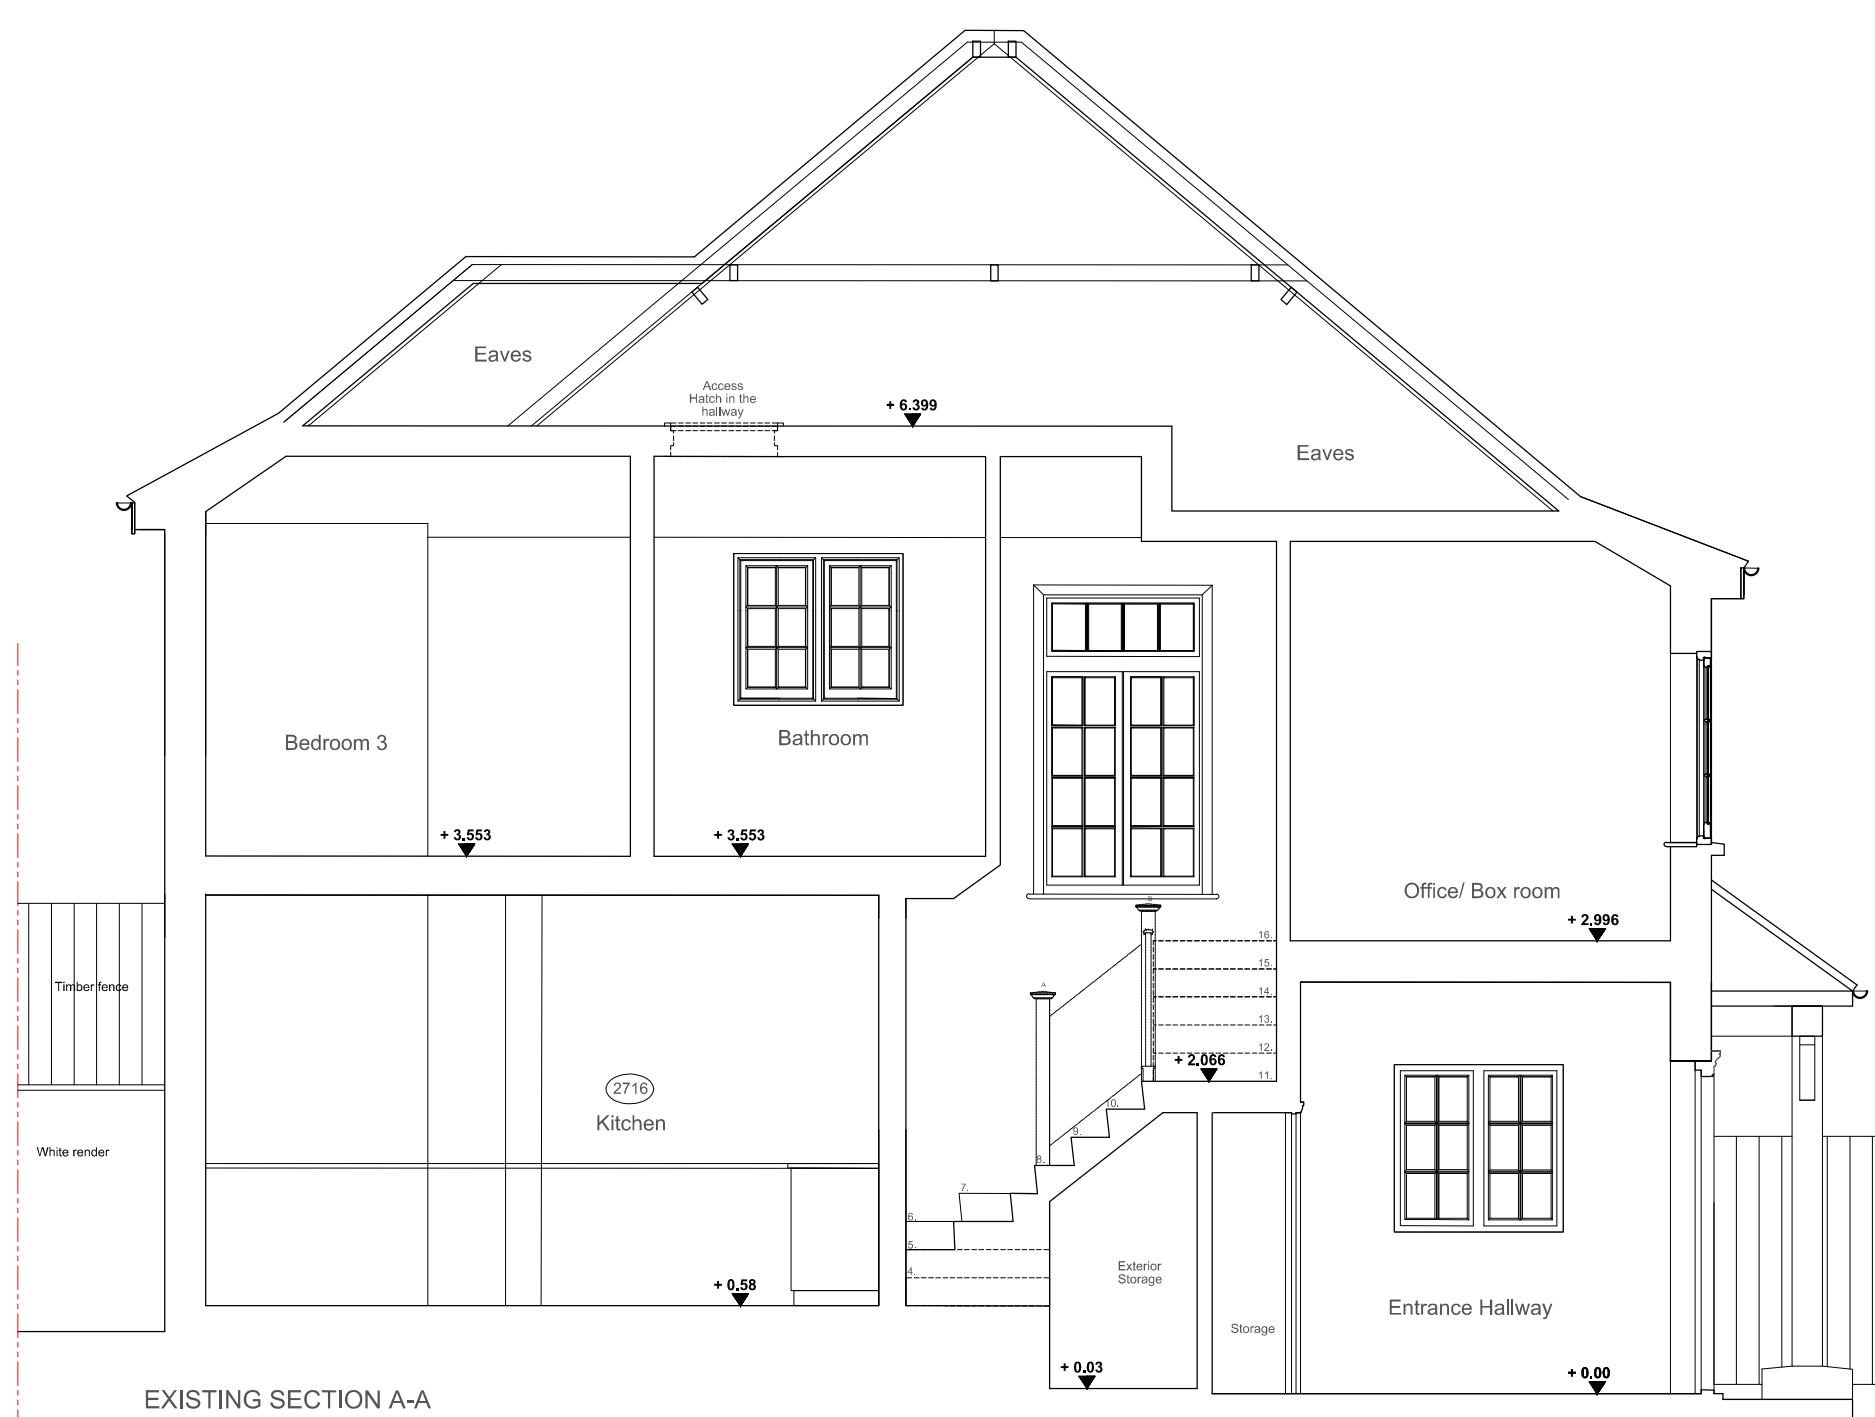 Eaves
Access
Hatch in the
hallway
+ 6.399
Eaves
Bedroom 3
Bathroom
+ 3.553
+ 3.553
Office/ Box room
+ 2.996
16.
15.
14.
13.
12.
11.
A
+ 2.066
Timber fence
2716
Kitchen
10.
9.
8.
7.
6.
5.
4.
White render
Exterior
Storage
+ 0.58
Storage
Entrance Hallway
+ 0.03
+ 0.00
EXISTING SECTION A-A